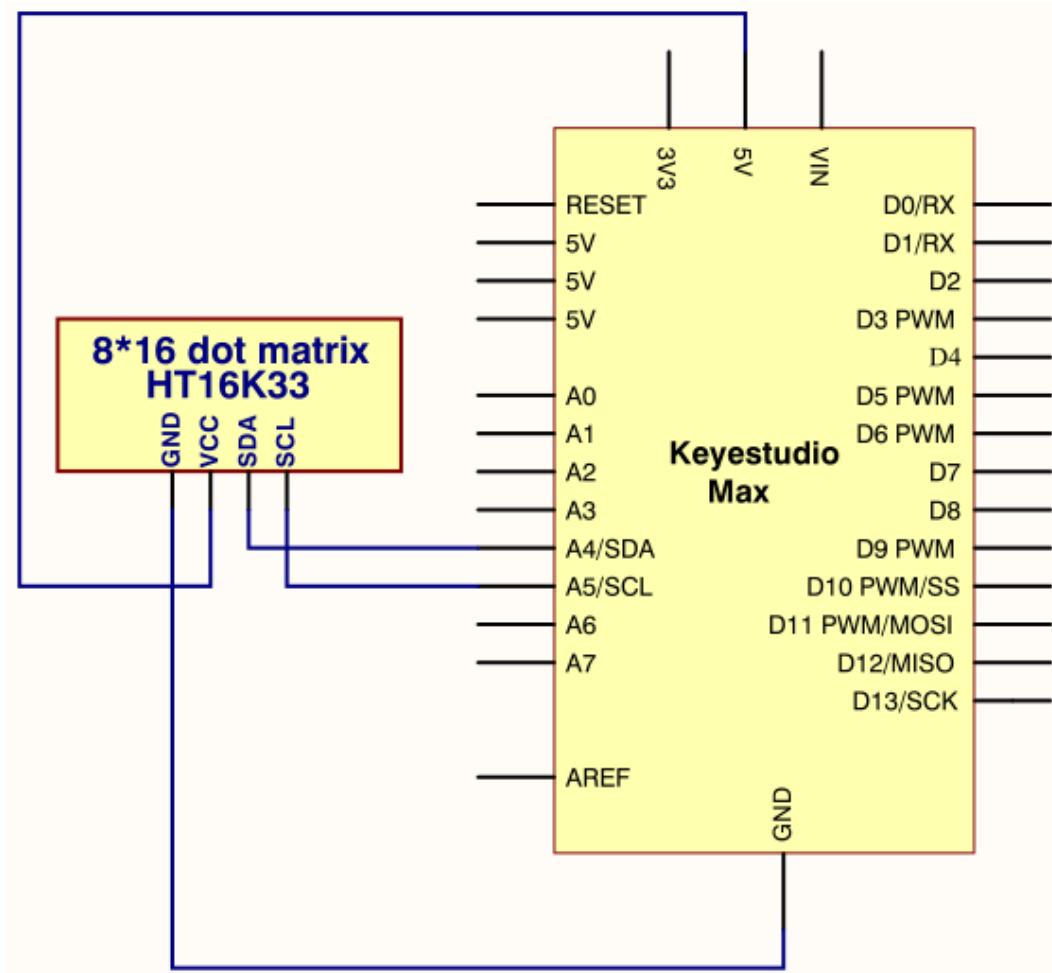 3V3
5V
VIN
RESET
5V
5V
5V
A0
A1
A2
A3
A4/SDA
A5/SCL
A6
A7
AREF
Keyestudio
Max
D0/RX
D1/RX
D2
D3 PWM
D4
D5 PWM
D6 PWM
D7
D8
D9 PWM
D10 PWM/SS
D11 PWM/MOSI
D12/MISO
D13/SCK
GND
8*16 dot matrix
HT16K33
GND
VCC
SDA
SCL